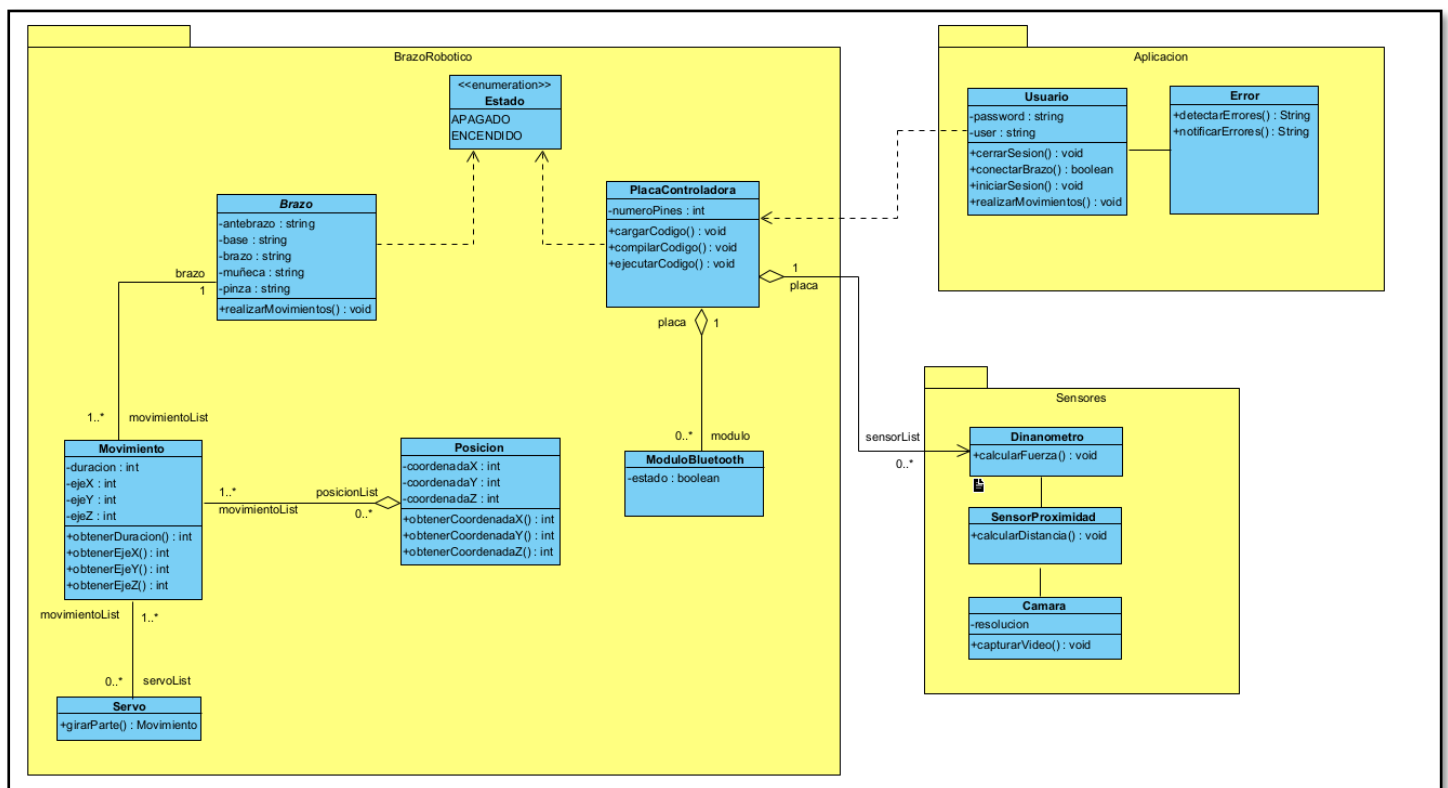 BrazoRobotico
<<enumeration>>
Estado
APAGADO
ENCENDIDO
Brazo
-antebrazo : string
-base : string
-brazo : string
-muñeca : string
-pinza : string
+realizarMovimientos() : void
PlacaControladora
-numeroPines : int
+cargarCodigo() : void
+compilarCodigo() : void
+ejecutarCodigo() : void
brazo
1
1
placa
placa
1
1..*
movimientoList
Movimiento
-duracion : int
-ejeX : int
-ejeY : int
-ejeZ : int
+obtenerDuracion() : int
+obtenerEjeX() : int
+obtenerEjeY() : int
+obtenerEjeZ() : int
1..*
movimientoList
posicionList
0..*
Posicion
-coordenadaX : int
-coordenadaY : int
-coordenadaZ : int
+obtenerCoordenadaX() : int
+obtenerCoordenadaY() : int
+obtenerCoordenadaZ() : int
0..*
modulo
ModuloBluetooth
-estado : boolean
movimientoList
1..*
0..*
servoList
Servo
+girarParte() : Movimiento
Aplicacion
Usuario
-password : string
-user : string
+cerrarSesion() : void
+conectarBrazo() : boolean
+iniciarSesion() : void
+realizarMovimientos() : void
Error
+detectarErrores() : String
+notificarErrores() : String
Sensores
sensorList
0..*
Dinanometro
+calcularFuerza() : void
SensorProximidad
+calcularDistancia() : void
Camara
-resolucion
+capturarVideo() : void